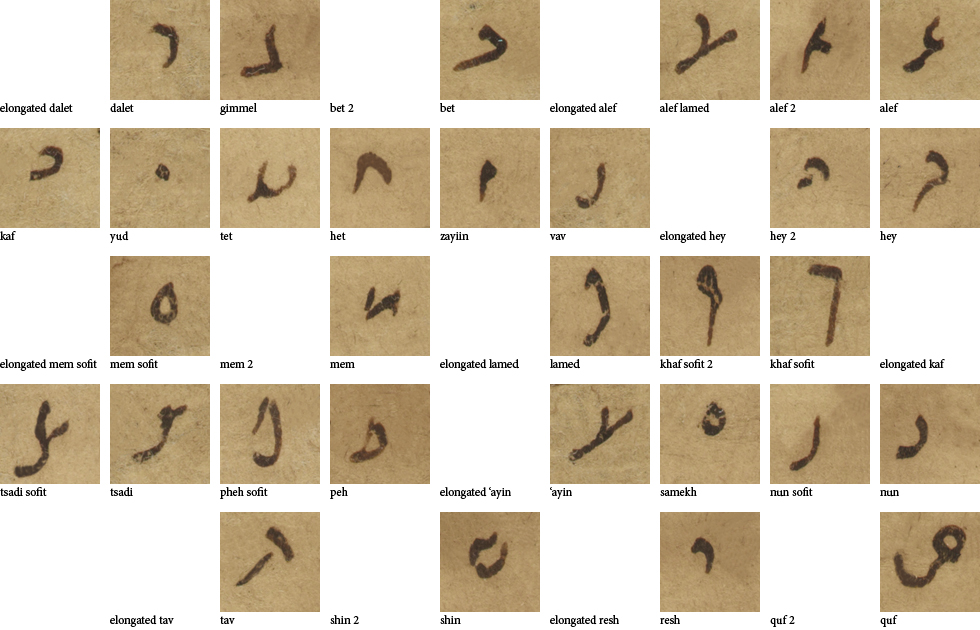 elongated dalet dalet gimmel bet 2 bet elongated alef alef lamed alef 2 alef
kaf yud tet het zayiin vav elongated hey hey 2 hey
elongated mem sofit mem sofit mem 2 mem elongated lamed lamed khaf sofit 2 khaf sofit elongated kaf
tsadi sofit tsadi pheh sofit peh elongated ‘ayin ‘ayin samekh nun sofit nun
elongated tav tav shin 2 shin elongated resh resh quf 2 quf